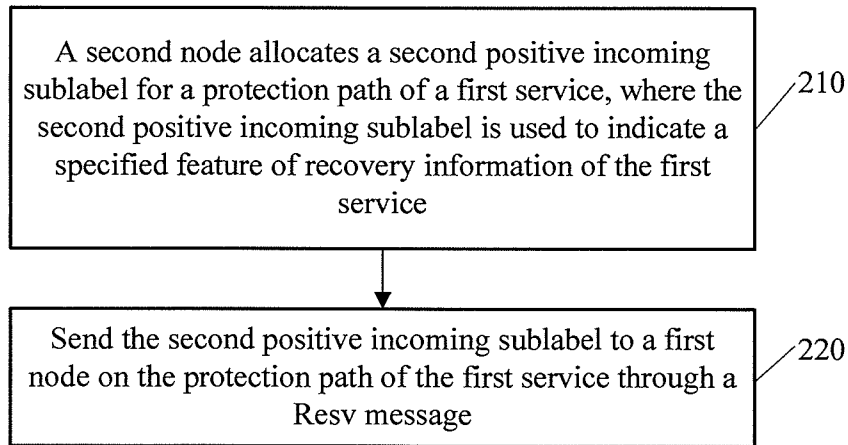 A second node allocates a second positive incoming
sublabel for a protection path of a first service, where the
second positive incoming sublabel is used to indicate a
specified feature of recovery information of the first
service
210
Send the second positive incoming sublabel to a first
node on the protection path of the first service through a
Resv message
220